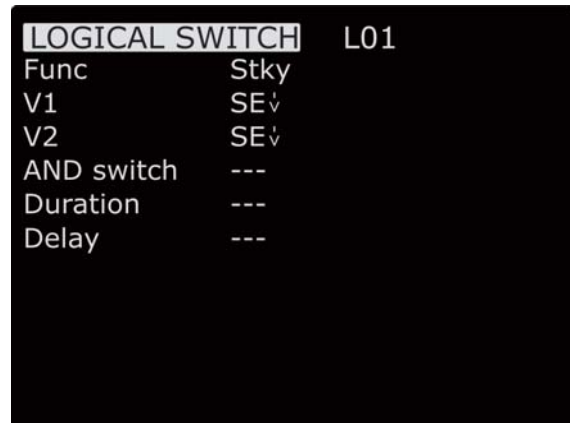 LOGICAL SWITCH L01
Func Stky
V1 SE↓
V2 SE↓
AND switch ---
Duration ---
Delay ---